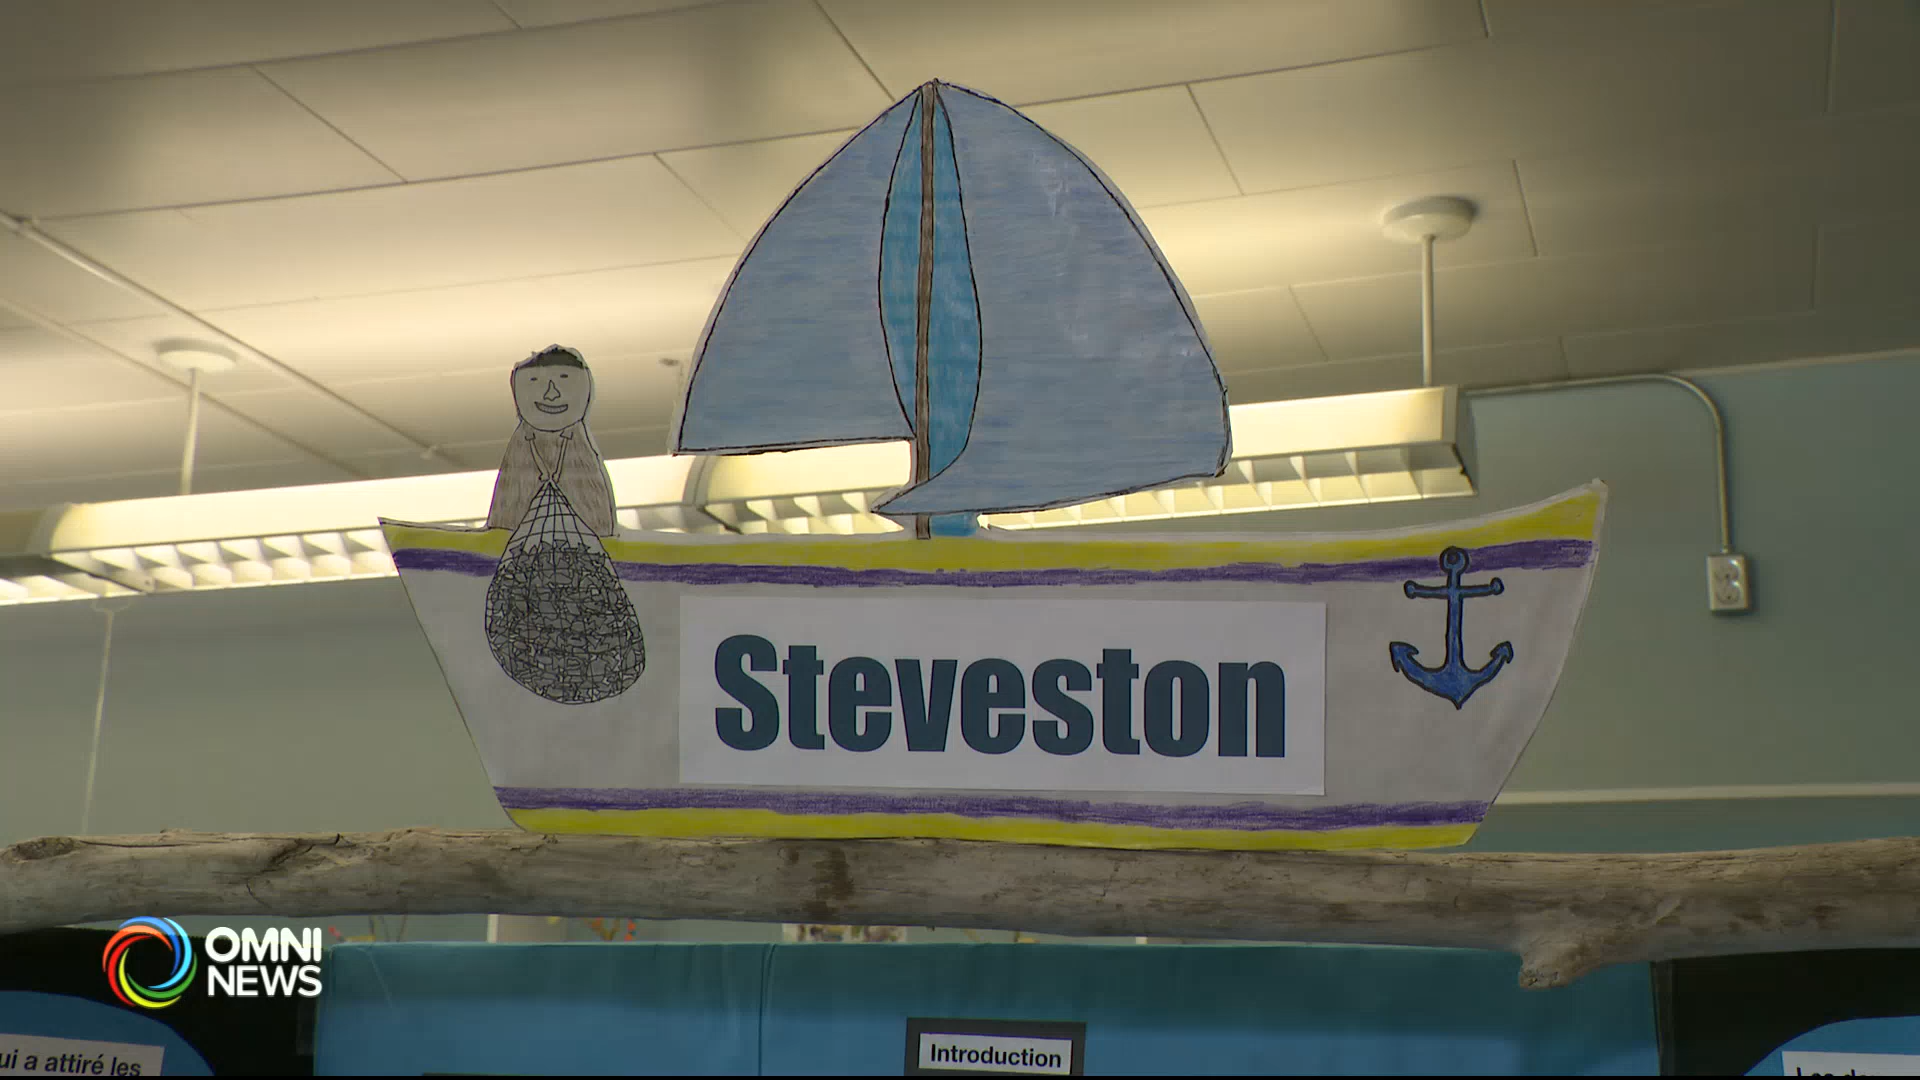 Steveston
OMNI
NEWS
Introduction
ui a attiré les